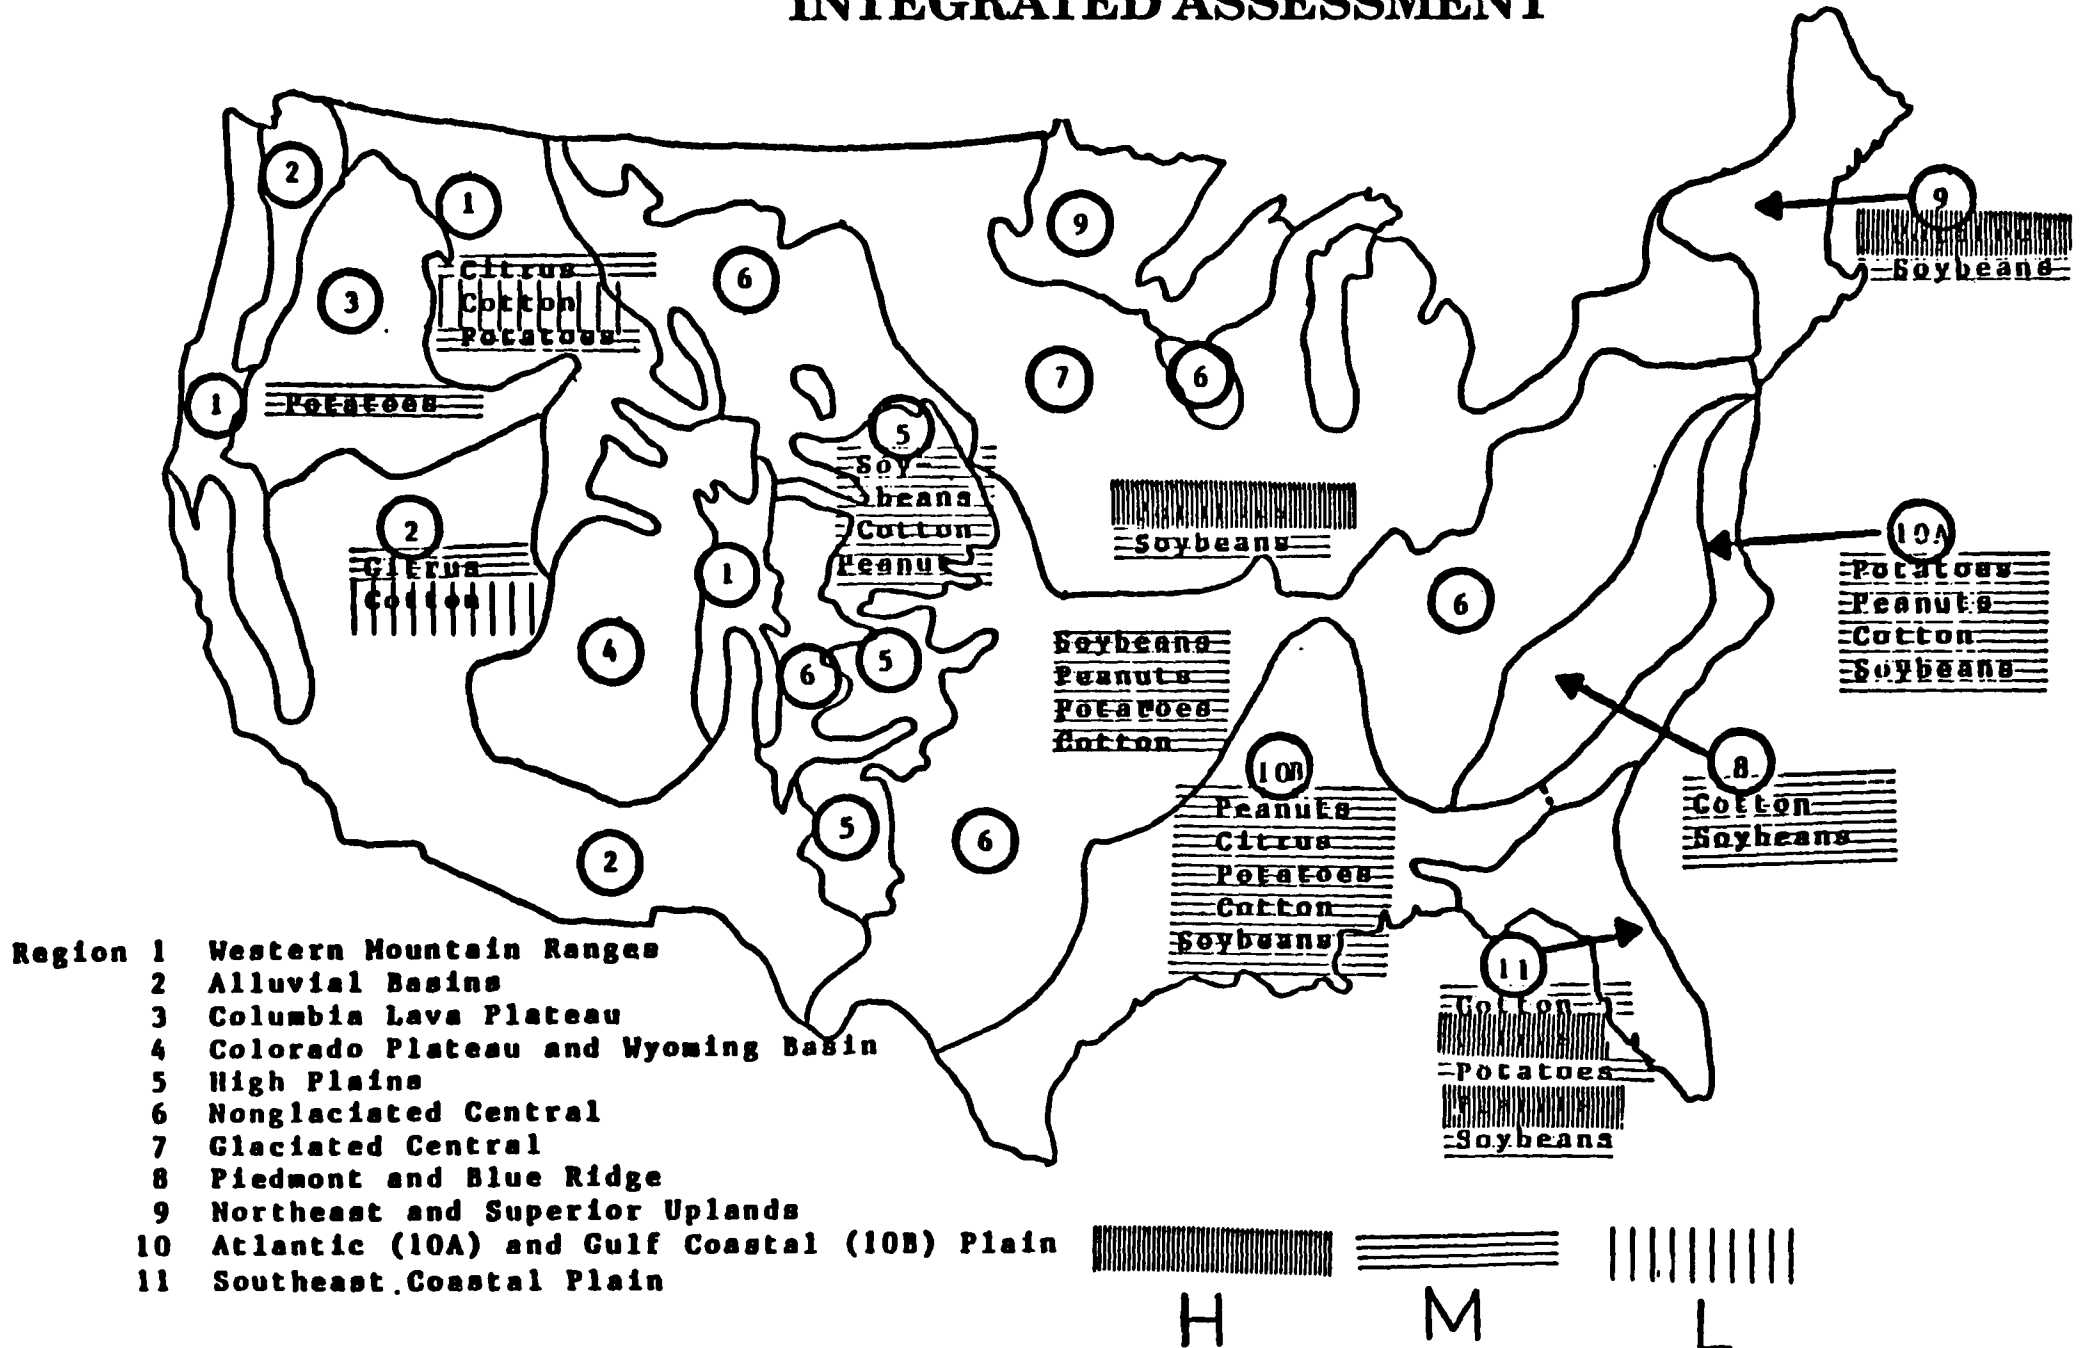 INTEGRATED ASSESSMENT
2
1
9
9
Soybeans
6
3
Citrus
Cotton
Potatoes
7
6
1
Potatoes
5
Soy
beans
Cotton
Peanut
2
Citrus
Cotton
Soybeans
10A
Potatoes
Peanuts
Cotton
Soybeans
1
6
4
6
5
Soybeans
Peanuts
Potatoes
Cotton
10B
Peanuts
Citrus
Potatoes
Cotton
Soybeans
8
Cotton
Soybeans
5
6
2
11
Cotton
Potatoes
Soybeans
Region 1 Western Mountain Ranges
2 Alluvial Basins
3 Columbia Lava Plateau
4 Colorado Plateau and Wyoming Basin
5 High Plains
6 Nonglaciated Central
7 Glaciated Central
8 Piedmont and Blue Ridge
9 Northeast and Superior Uplands
10 Atlantic (10A) and Gulf Coastal (10B) Plain
11 Southeast Coastal Plain
H M L